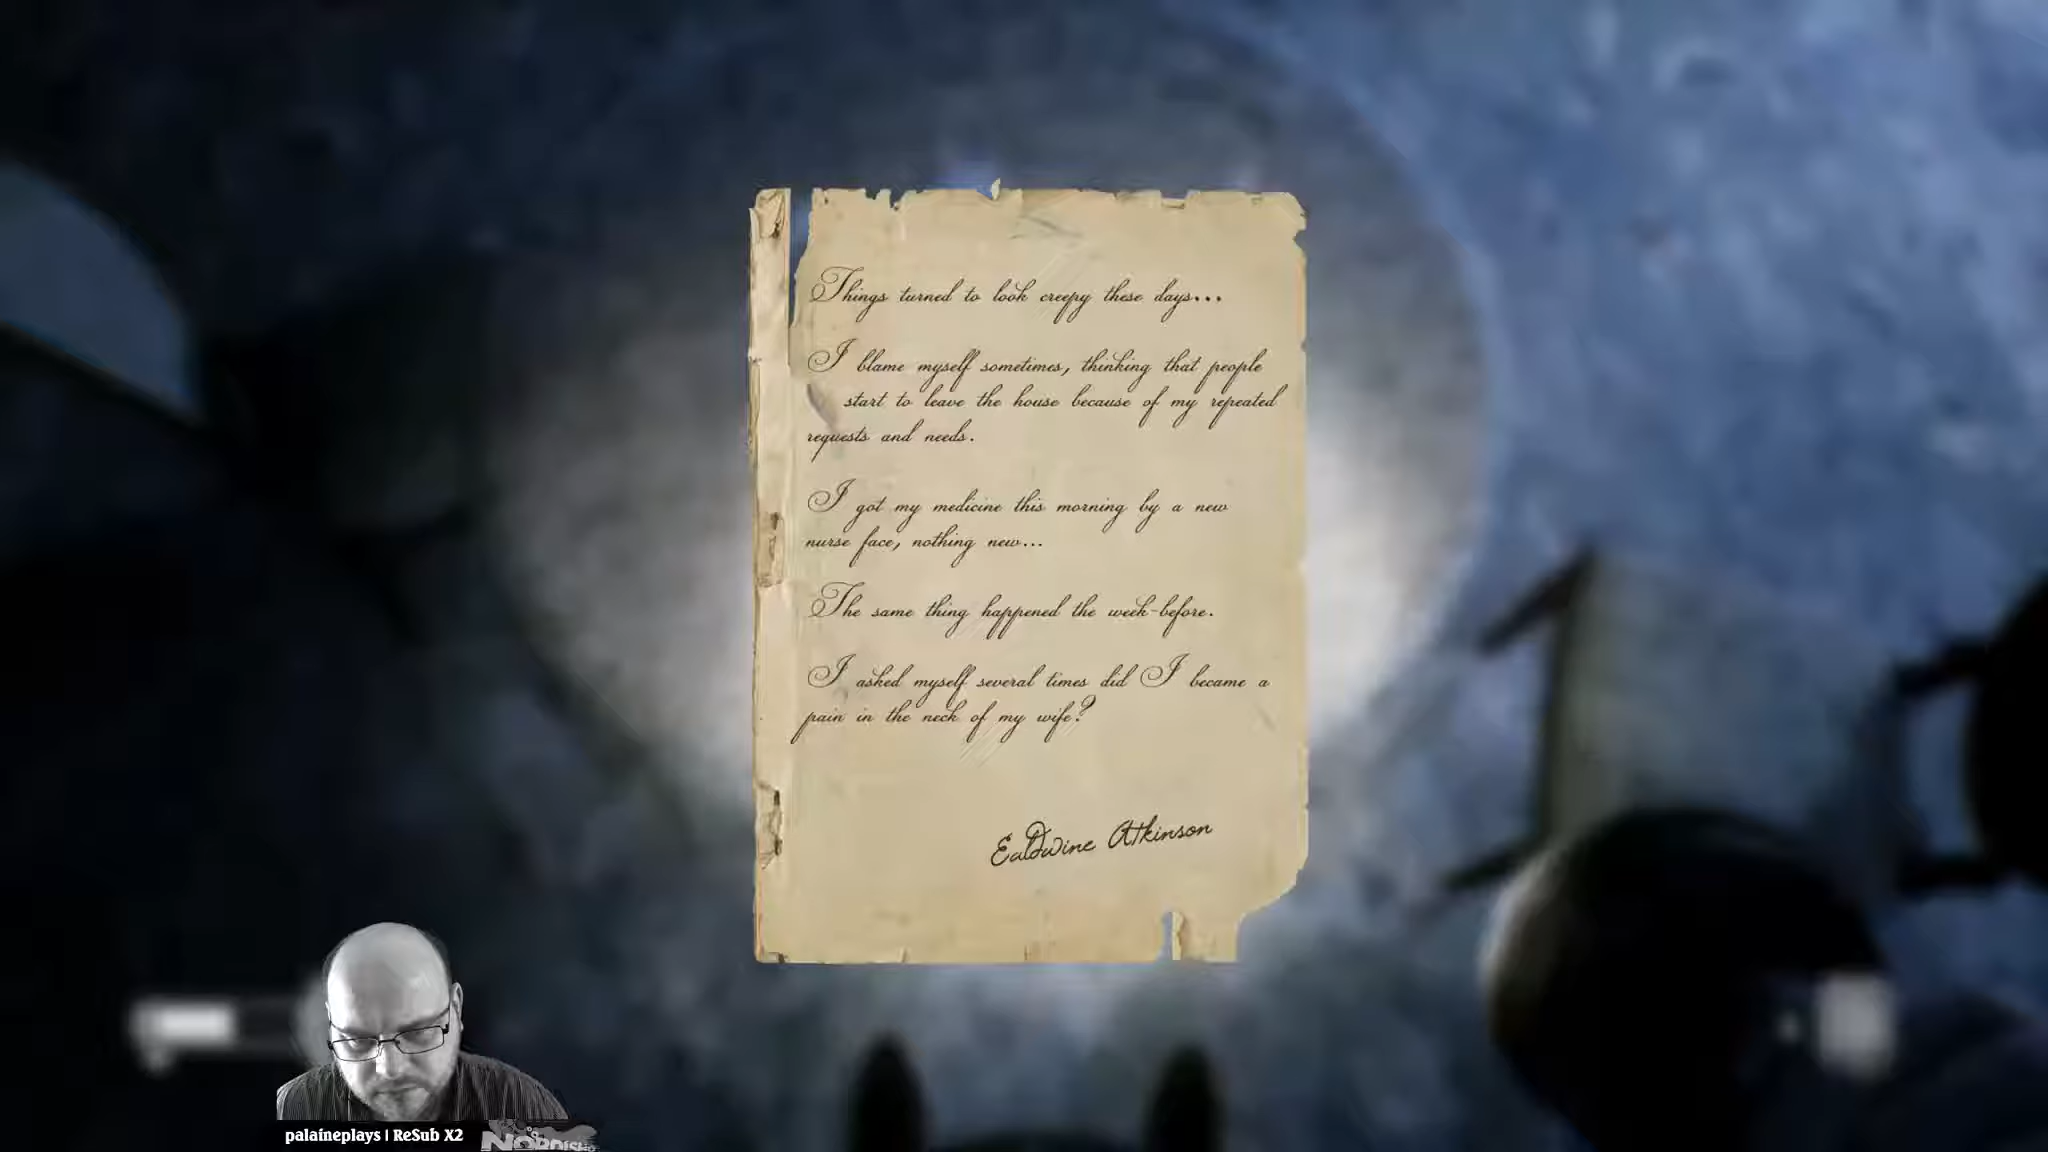 Things turned to look creepy these days...
I blame myself sometimes, thinking that people
start to leave the house because of my repeated
requests and needs.
I got my medicine this morning by a new
nurse face, nothing new...
The same thing happened the week-before.
I asked myself several times did I became a
pain in the neck of my wife?
Ealdwine Atkinson
palaineplays | ReSub X2